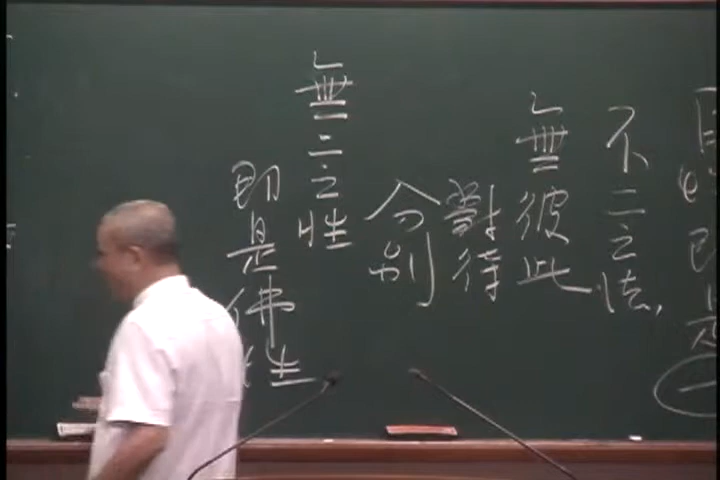 不二之法,
無彼此
對待
分別
無二之性
即是佛性